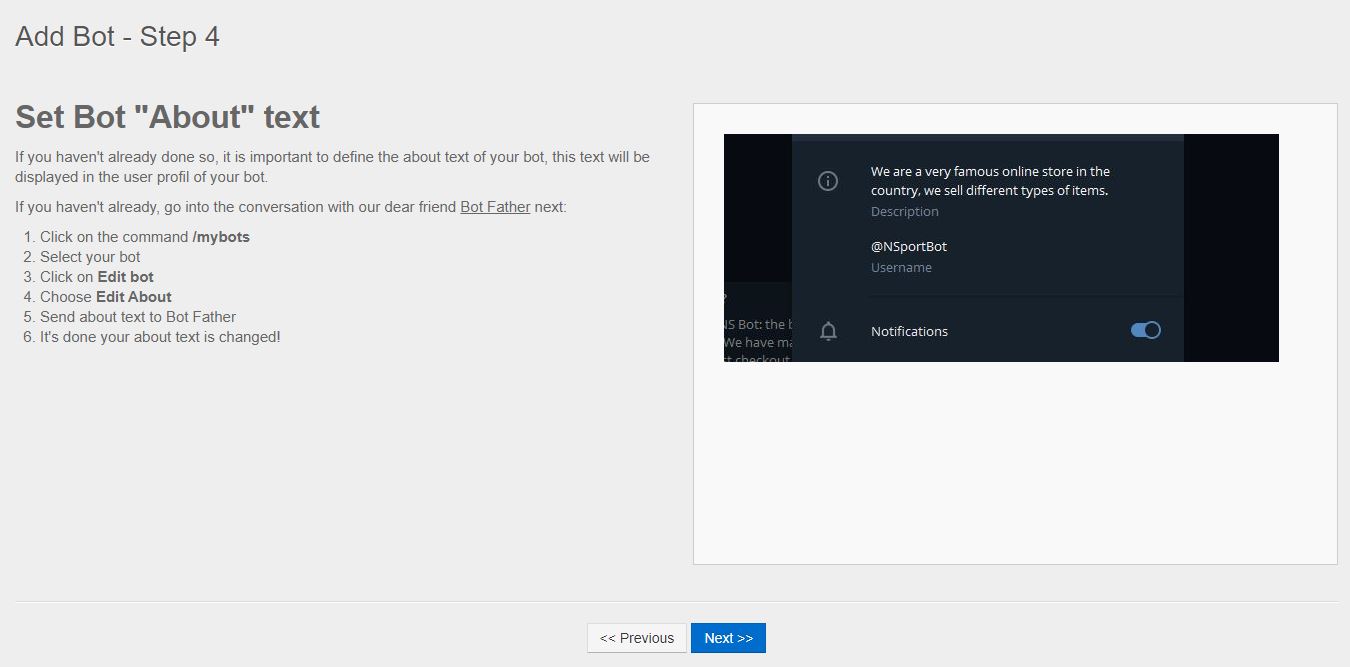 Add Bot - Step 4
Set Bot "About" text
If you haven't already done so, it is important to define the about text of your bot, this text will be
displayed in the user profil of your bot.
If you haven't already, go into the conversation with our dear friend Bot Father next:
1. Click on the command /mybots
2. Select your bot
3. Click on Edit bot
4. Choose Edit About
5. Send about text to Bot Father
6. It's done your about text is changed!
We are a very famous online store in the
country, we sell different types of items.
Description
@NSportBot
Username
Notifications
NS Bot: the
We have
checkout
<< Previous
Next >>